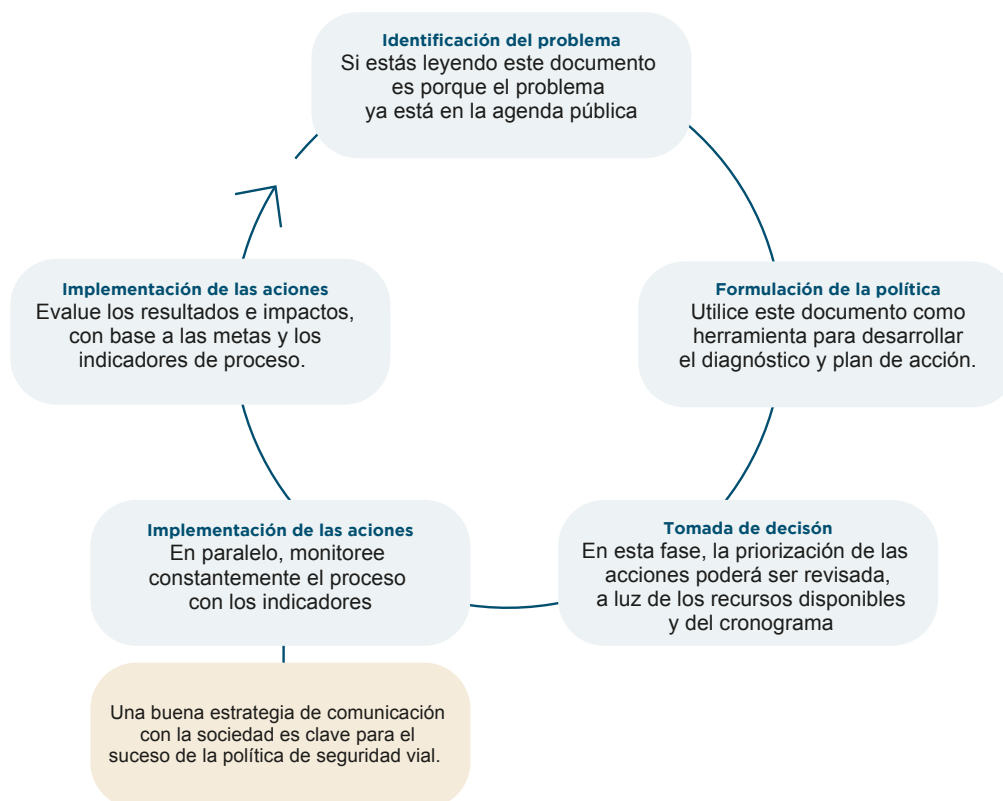 Identificación del problema
Si estás leyendo este documento
es porque el problema
ya está en la agenda pública
Formulación de la política
Utilice este documento como
herramienta para desarrollar
el diagnóstico y plan de acción.
Tomada de decisón
En esta fase, la priorización de las
acciones poderá ser revisada,
a luz de los recursos disponibles
y del cronograma
Implementación de las aciones
En paralelo, monitoree
constantemente el proceso
con los indicadores
Una buena estrategia de comunicación
con la sociedad es clave para el
suceso de la política de seguridad vial.
Implementación de las aciones
Evalue los resultados e impactos,
con base a las metas y los
indicadores de proceso.